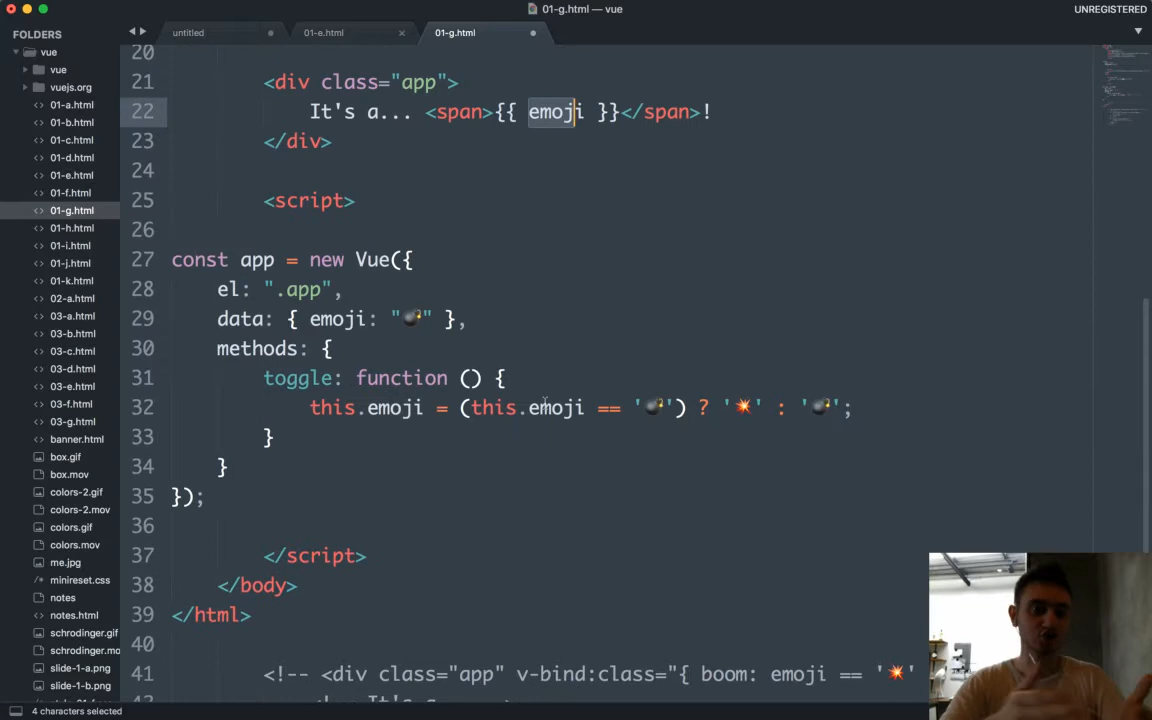 01-g.html — vue
UNREGISTERED
FOLDERS
vue
vue
vuejs.org
01-a.html
01-b.html
01-c.html
01-d.html
01-e.html
01-f.html
01-g.html
01-h.html
01-i.html
01-j.html
01-k.html
02-a.html
03-a.html
03-b.html
03-c.html
03-d.html
03-e.html
03-f.html
03-g.html
banner.html
box.gif
box.mov
colors-2.gif
colors-2.mov
colors.gif
colors.mov
me.jpg
minireset.css
notes
notes.html
schrodinger.gif
schrodinger.mo
slide-1-a.png
slide-1-b.png
untitled
01-e.html
01-g.html
20
21 <div class="app">
22 It's a... <span>{{ emoji }}</span>!
23 </div>
24
25 <script>
26
27 const app = new Vue({
28 el: ".app",
29 data: { emoji: "💣" },
30 methods: {
31 toggle: function () {
32 this.emoji = (this.emoji == '💣') ? '💥' : '💣';
33 }
34 }
35 });
36
37 </script>
38 </body>
39 </html>
40
41 <!-- <div class="app" v-bind:class="{ boom: emoji == '💥'
4 characters selected